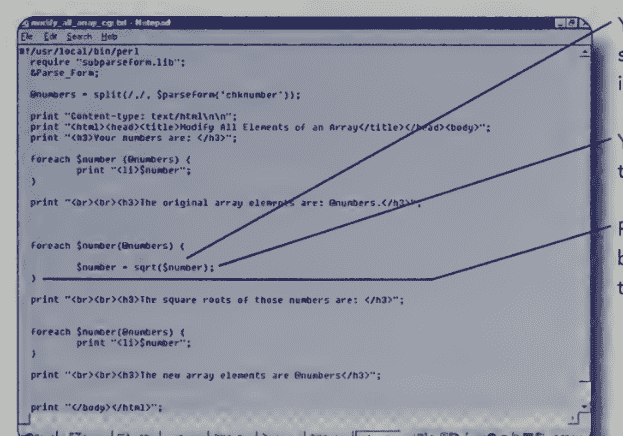 modify_all_array_cgi.txt - Notepad
File Edit Search Help
#!/usr/local/bin/perl
require "subparseform.lib";
&Parse_Form;
@numbers = split(/,/, $parseform{'chknumber'});
print "Content-type: text/html\n\n";
print "<html><head><title>Modify All Elements of an Array</title></head><body>";
print "<h3>Your numbers are: </h3>";
foreach $number (@numbers) {
print "<li>$number";
}
print "<br><br><h3>The original array elements are: @numbers.</h3>";
foreach $number(@numbers) {
$number = sqrt($number);
}
print "<br><br><h3>The square roots of those numbers are: </h3>";
foreach $number(@numbers) {
print "<li>$number";
}
print "<br><br><h3>The new array elements are @numbers</h3>";
print "</body></html>";